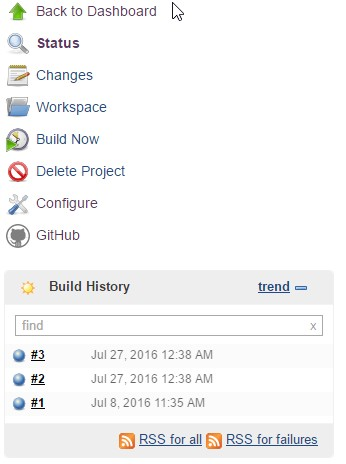 Back to Dashboard
Status
Changes
Workspace
Build Now
Delete Project
Configure
GitHub
Build History trend
find x
#3 Jul 27, 2016 12:38 AM
#2 Jul 27, 2016 12:38 AM
#1 Jul 8, 2016 11:35 AM
RSS for all RSS for failures